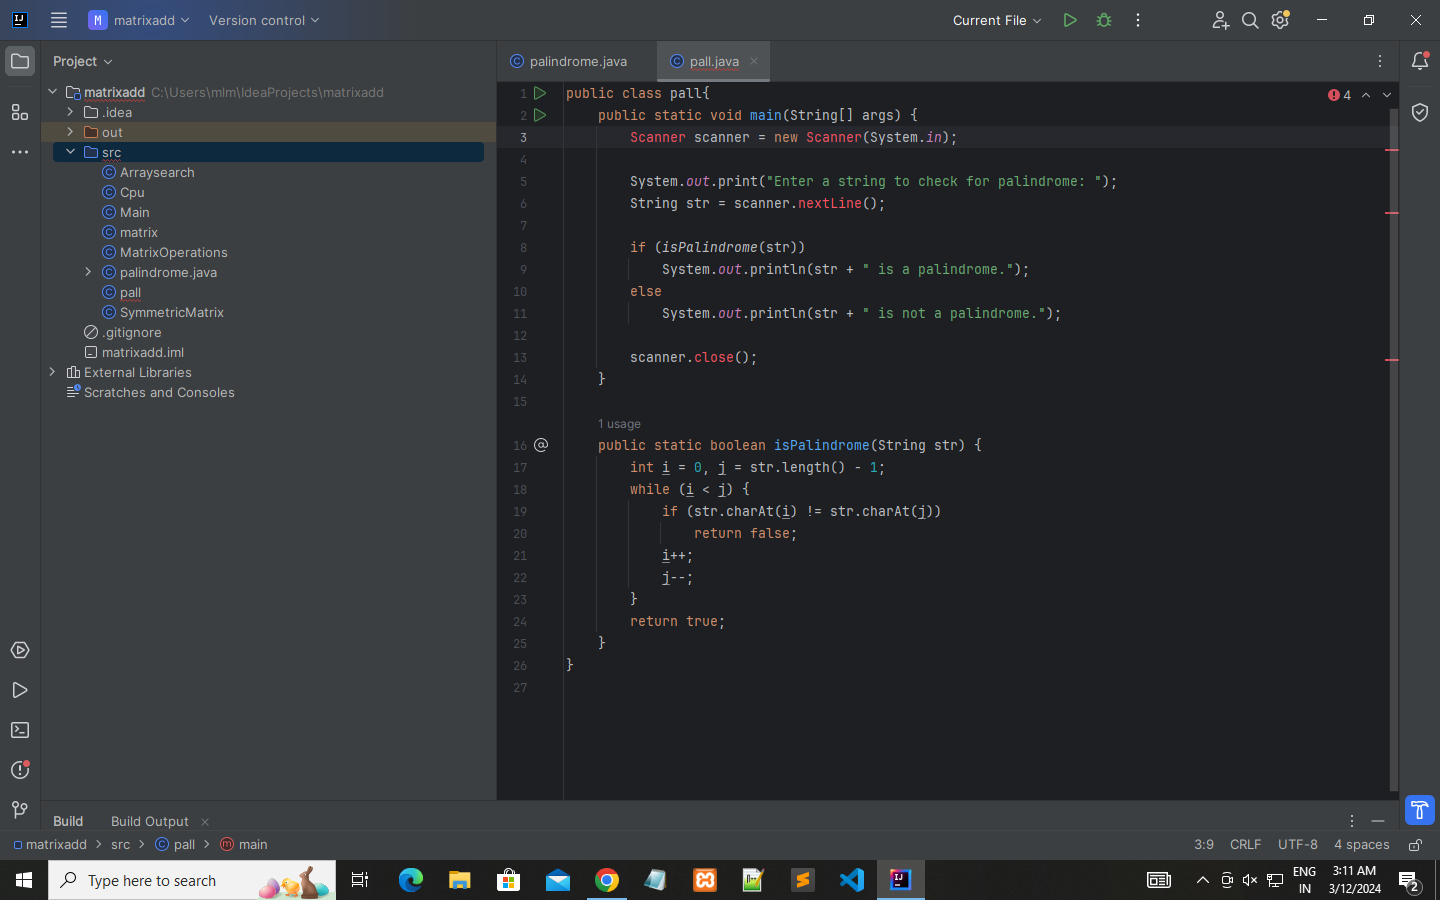 IJ
M matrixadd Version control Current File
Project
palindrome.java pall.java
matrixadd C:\Users\mlm\IdeaProjects\matrixadd
.idea
out
src
Arraysearch
Cpu
Main
matrix
MatrixOperations
palindrome.java
pall
SymmetricMatrix
.gitignore
matrixadd.iml
External Libraries
Scratches and Consoles
4
1 public class pall{
2 public static void main(String[] args) {
3 Scanner scanner = new Scanner(System.in);
4
5 System.out.print("Enter a string to check for palindrome: ");
6 String str = scanner.nextLine();
7
8 if (isPalindrome(str))
9 System.out.println(str + " is a palindrome.");
10 else
11 System.out.println(str + " is not a palindrome.");
12
13 scanner.close();
14 }
15
1 usage
16 public static boolean isPalindrome(String str) {
17 int i = 0, j = str.length() - 1;
18 while (i < j) {
19 if (str.charAt(i) != str.charAt(j))
20 return false;
21 i++;
22 j--;
23 }
24 return true;
25 }
26 }
27
Build Build Output
matrixadd src pall main 3:9 CRLF UTF-8 4 spaces
Type here to search
ENG
IN
3:11 AM
3/12/2024
2